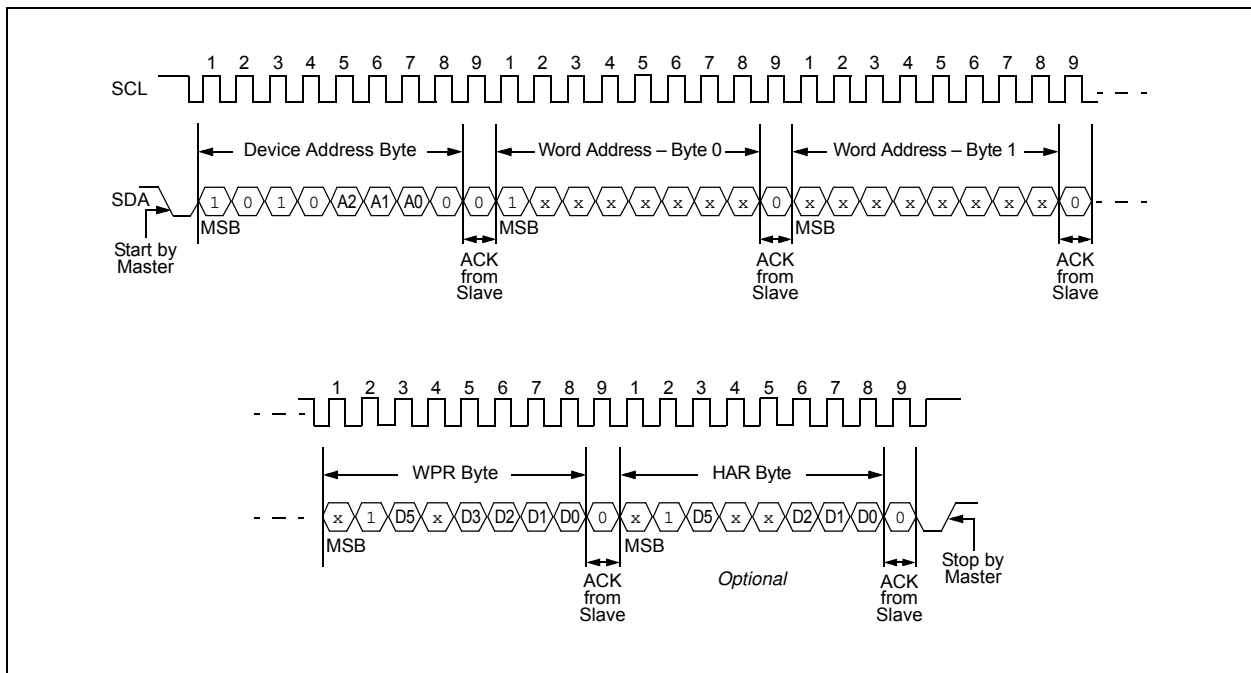 1 2 3 4 5 6 7 8 9 1 2 3 4 5 6 7 8 9 1 2 3 4 5 6 7 8 9
SCL
Device Address Byte Word Address – Byte 0 Word Address – Byte 1
SDA 1 0 1 0 A2 A1 A0 0 0 1 x x x x x x x 0 x x x x x x x x 0
MSB MSB MSB
Start by
Master
ACK
from
Slave
ACK
from
Slave
ACK
from
Slave
1 2 3 4 5 6 7 8 9 1 2 3 4 5 6 7 8 9
WPR Byte HAR Byte
x 1 D5 x D3 D2 D1 D0 0 x 1 D5 x x D2 D1 D0 0
MSB MSB
ACK
from
Slave
Optional
ACK
from
Slave
Stop by
Master